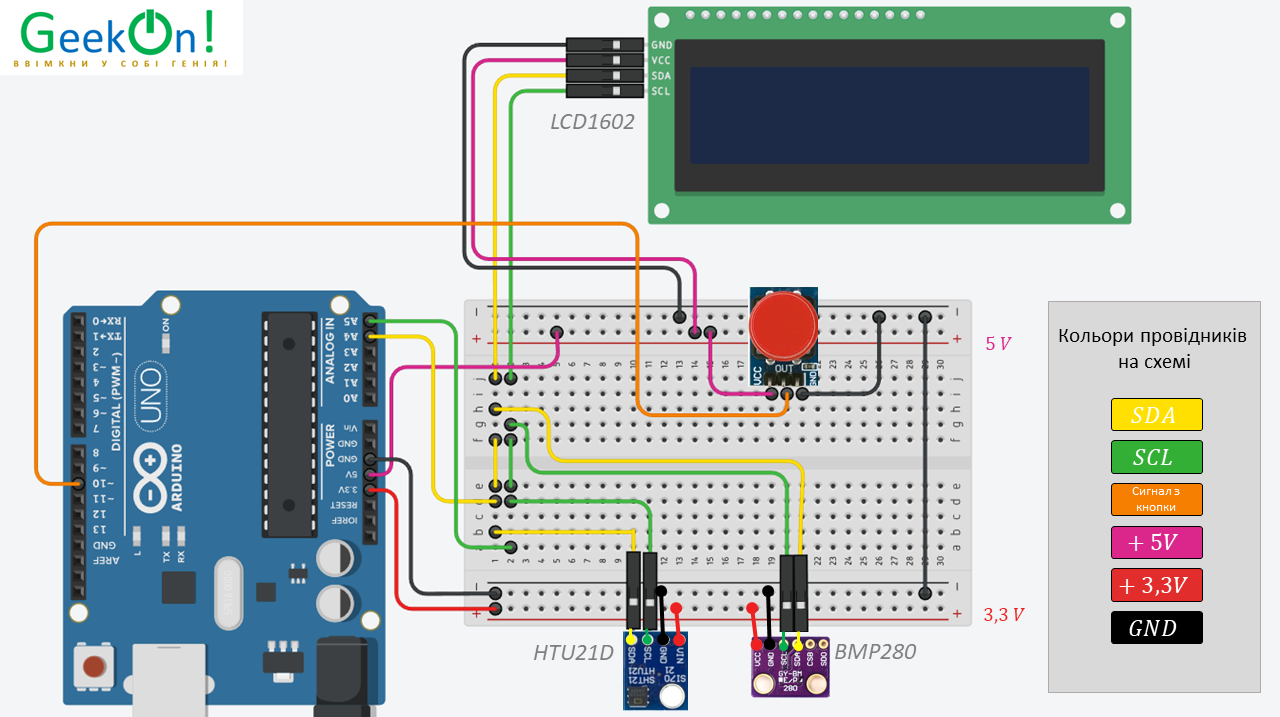 GeekOn!
ВВІМКНИ У СОБІ ГЕНІЯ!
GND
VCC
SDA
SCL
LCD1602
Кольори провідників
на схемі
SDA
SCL
Сигнал з
кнопки
+ 5V
+ 3,3V
GND
5 V
3,3 V
VCC
OUT
GND
RX←0
TX→1
2
3~
4
5~
6~
7
8
9~
10~
11~
12
13
GND
AREF
DIGITAL (PWM~)
ON
UNO
ARDUINO
L
TX
RX
A5
A4
A3
A2
A1
A0
ANALOG IN
Vin
GND
GND
5V
3.3V
RESET
IOREF
POWER
HTU21D
SDA
SCL
GND
VIN
SHT21
HTU21
SI70
21
BMP280
VCC
GND
SCL
SDA
CSB
SDO
GY-BM
280